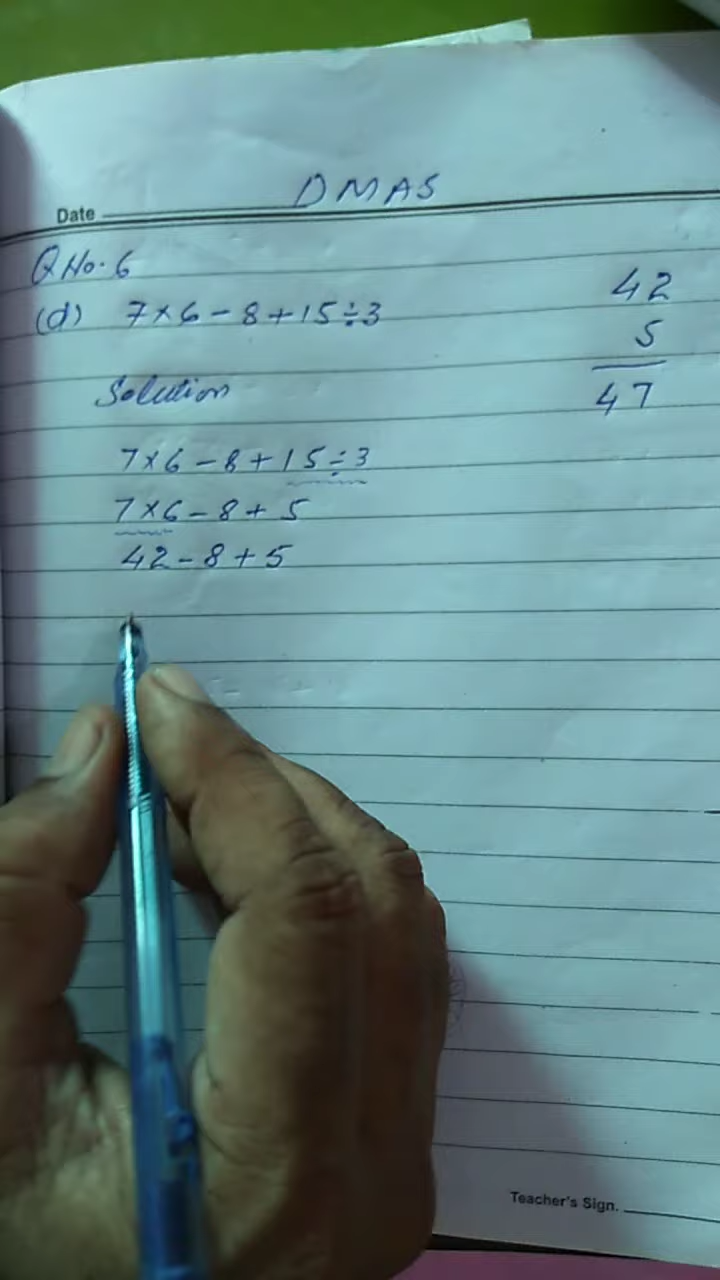 DMAS
Date
Q No. 6
(d) 7×6-8+15÷3
Solution
7×6-8+15÷3
7×6-8+5
42-8+5
42
5
47
Teacher's Sign.